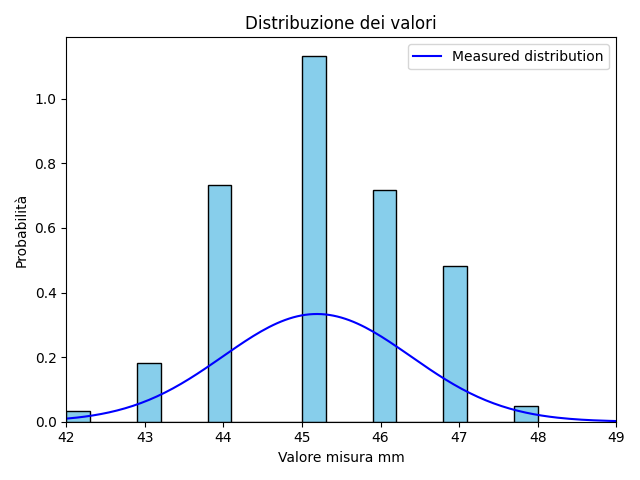 Distribuzione dei valori
Measured distribution
Probabilità
1.0
0.8
0.6
0.4
0.2
0.0
42 43 44 45 46 47 48 49
Valore misura mm